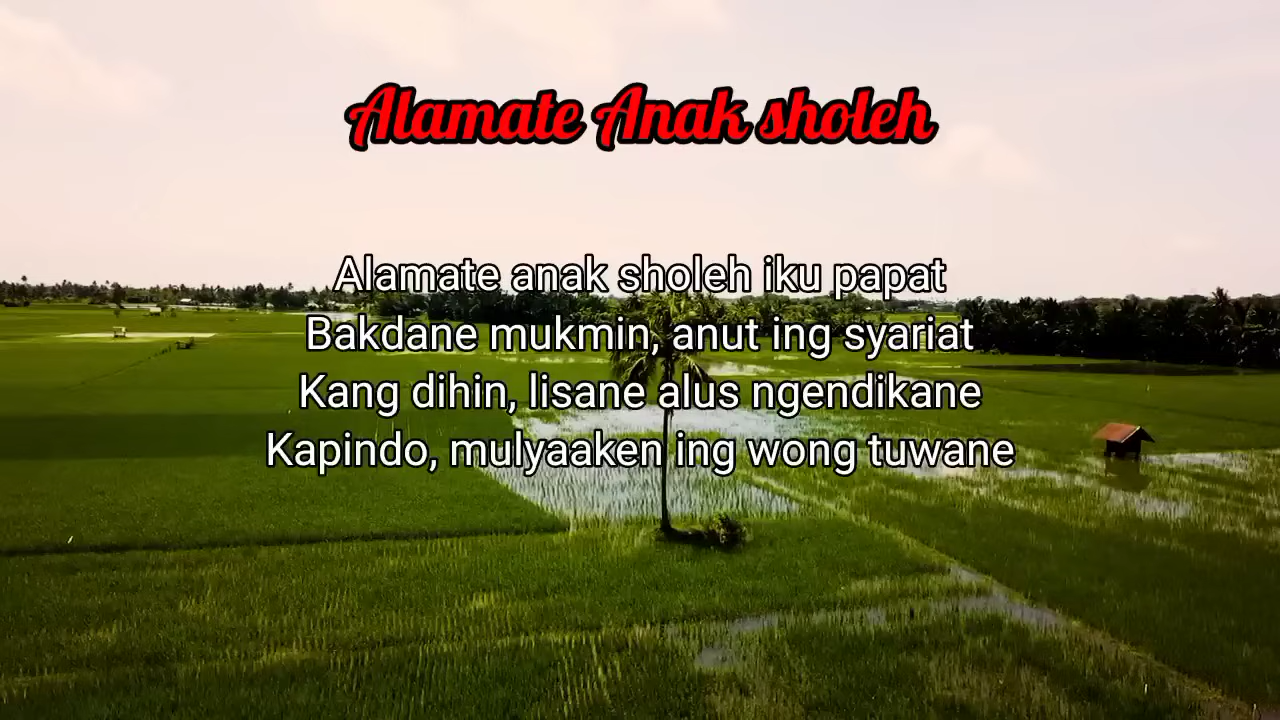 Alamate Anak sholeh
Alamate anak sholeh iku papat
Bakdane mukmin, anut ing syariat
Kang dihin, lisane alus ngendikane
Kapindo, mulyaaken ing wong tuwane